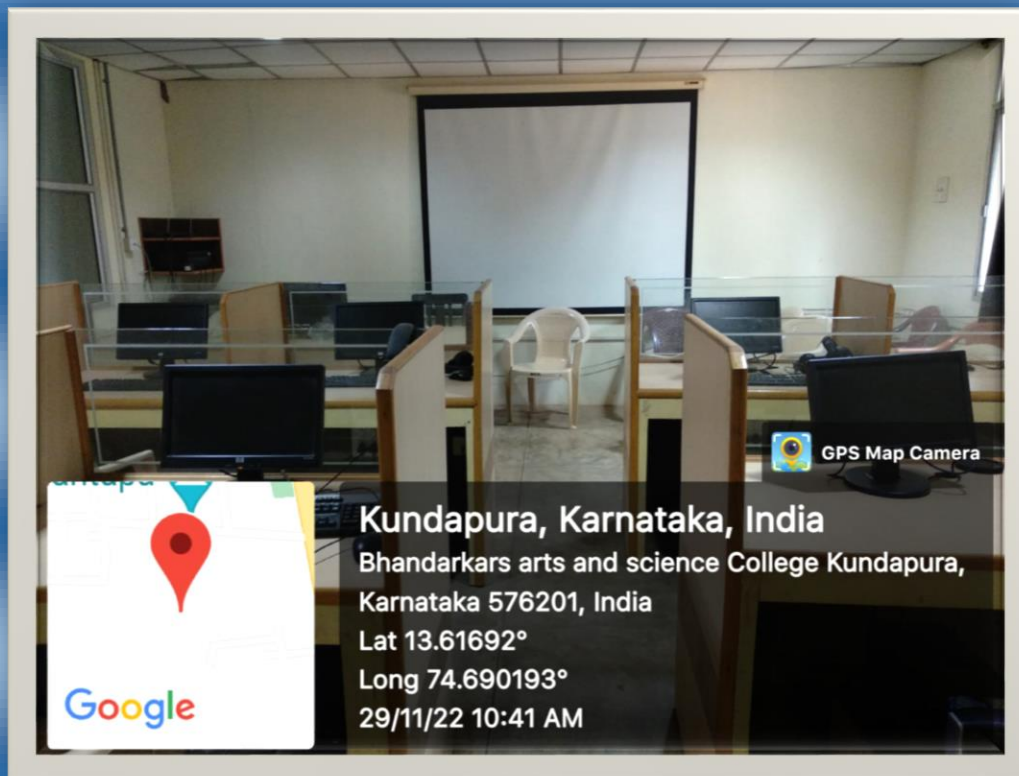 GPS Map Camera
Kundapura, Karnataka, India
Bhandarkars arts and science College Kundapura,
Karnataka 576201, India
Lat 13.61692°
Long 74.690193°
29/11/22 10:41 AM
Google